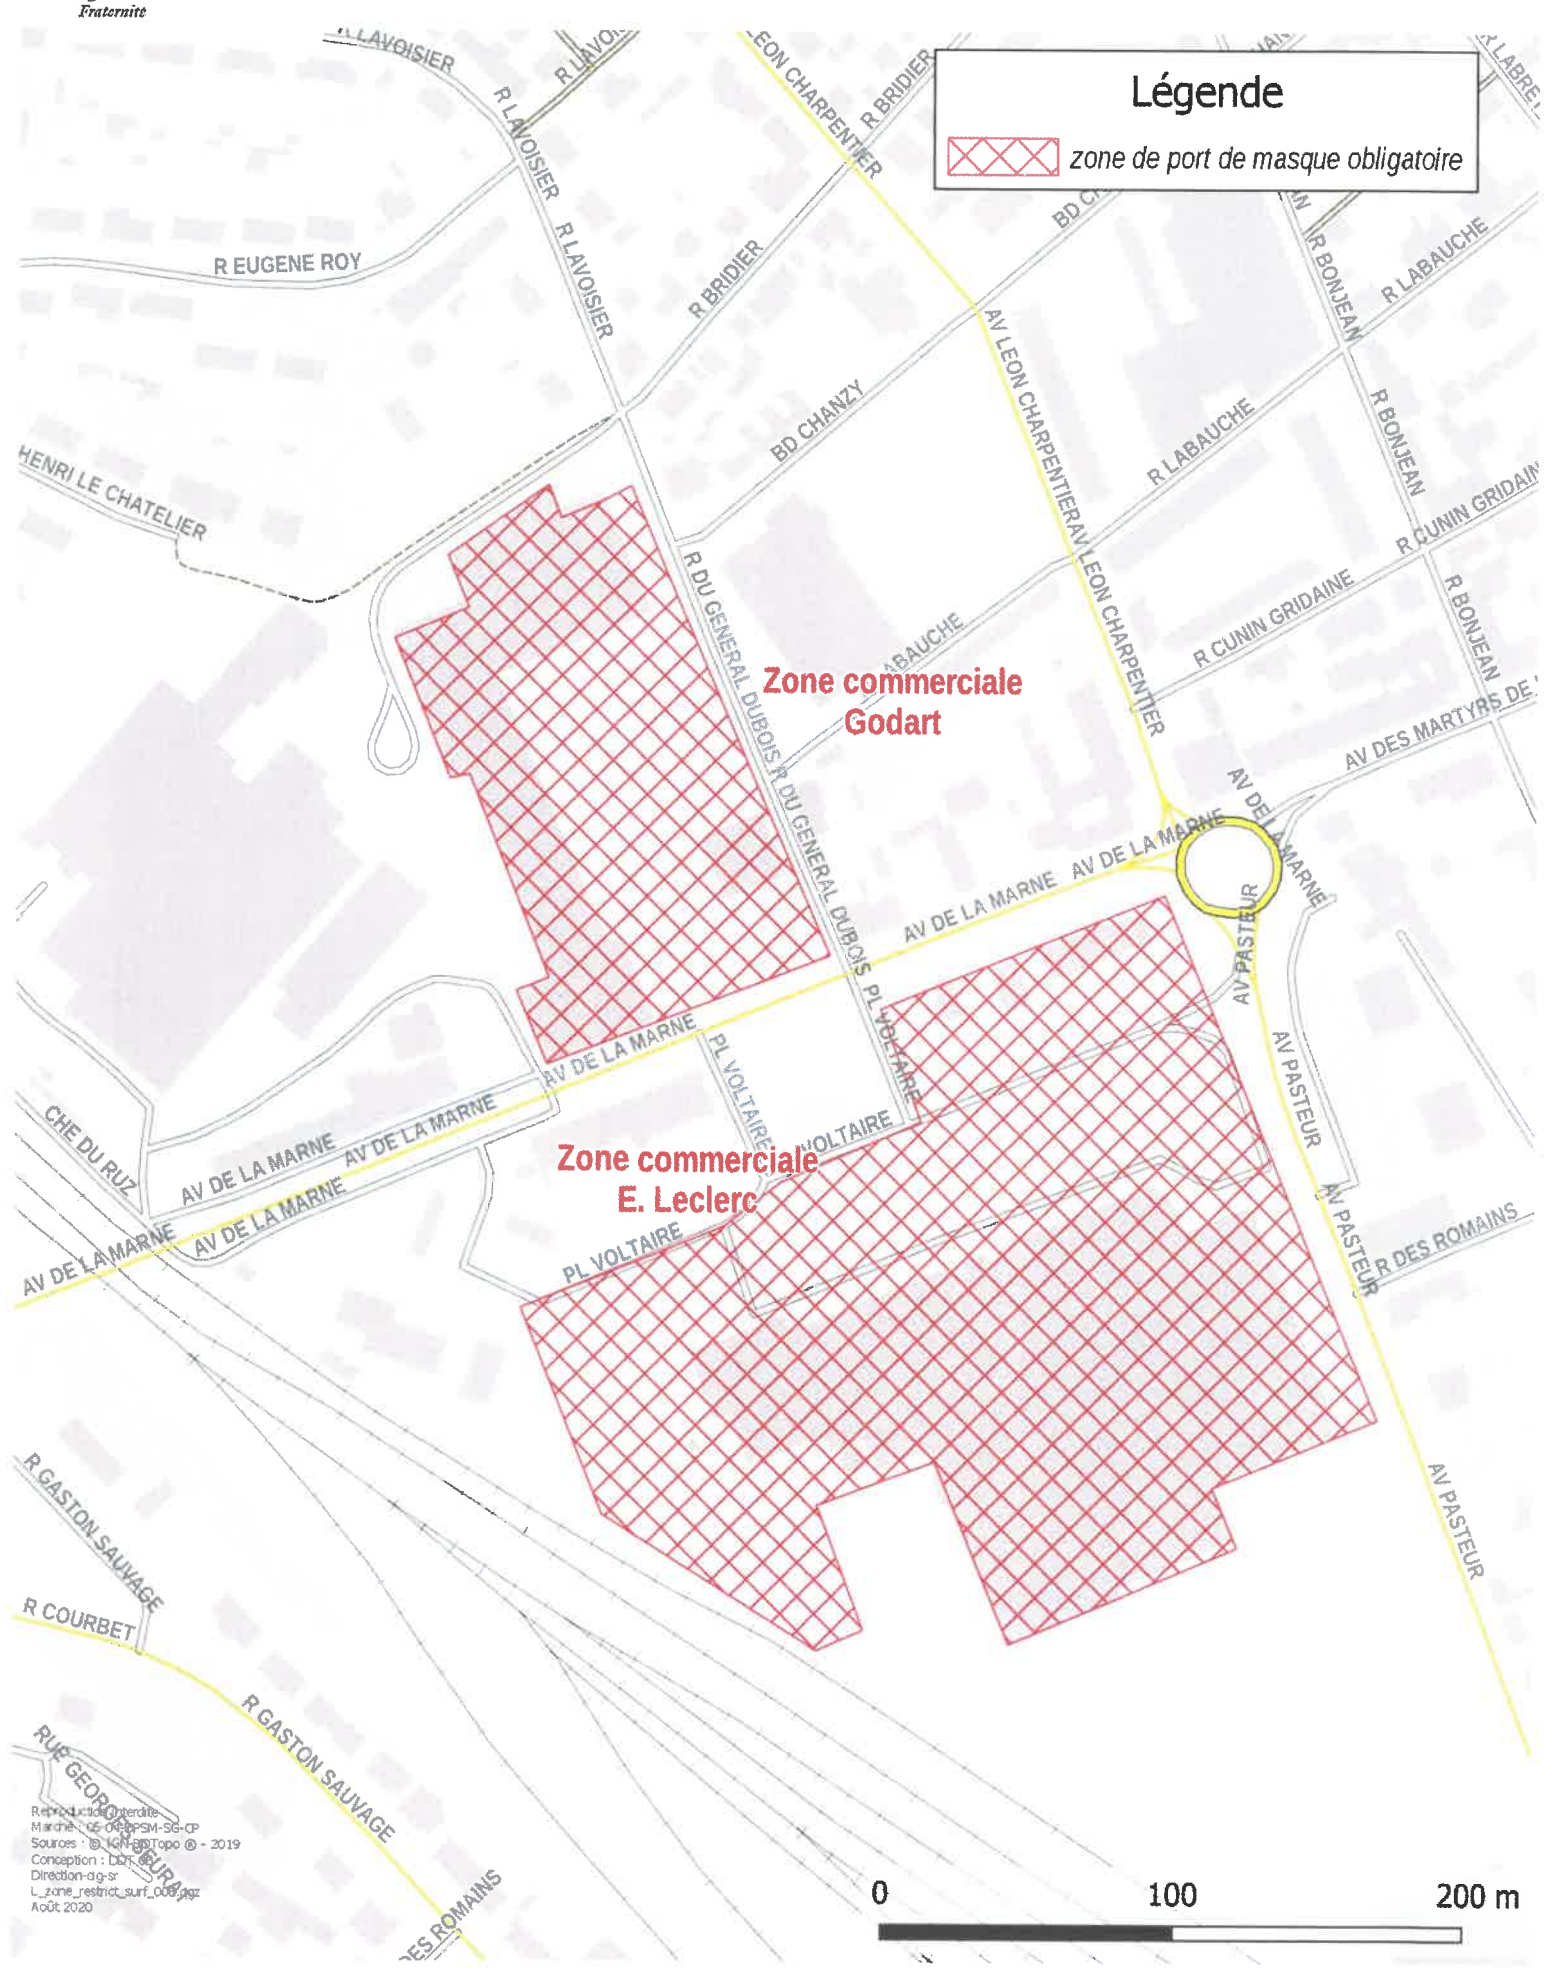 Fraternité
R LAVOISIER
LEON CHARPENTIER
R BRIDIER
Légende
zone de port de masque obligatoire
R LAVOISIER
R LAVOISIER
R EUGENE ROY
R BRIDIER
R BONJEAN
R LABAUCHE
AV LEON CHARPENTIER
BD CHANZY
R LABAUCHE
R BONJEAN
HENRI LE CHATELIER
R CUNIN GRIDAIN
AV LEON CHARPENTIER
R DU GENERAL DUBOIS
R CUNIN GRIDAINE
R BONJEAN
ABAUCHE
Zone commerciale
Godart
AV DES MARTYRS DE
R DU GENERAL DUBOIS
AV DE LA MARNE
AV DE LA MARNE
AV DE LA MARNE
AV PASTEUR
PL VOLTAIRE
AV DE LA MARNE
PL VOLTAIRE
AV PASTEUR
CHE DU RUZ
AV DE LA MARNE
AV DE LA MARNE
VOLTAIRE
Zone commerciale
E. Leclerc
AV DE LA MARNE
AV DE LA MARNE
PL VOLTAIRE
AV PASTEUR
R DES ROMAINS
R GASTON SAUVAGE
AV PASTEUR
R COURBET
R GASTON SAUVAGE
RUE GEORGES SEURAT
Reproduction interdite
Sources : © IGN BDTopo ® - 2019
Août 2020
DES ROMAINS
0 100 200 m